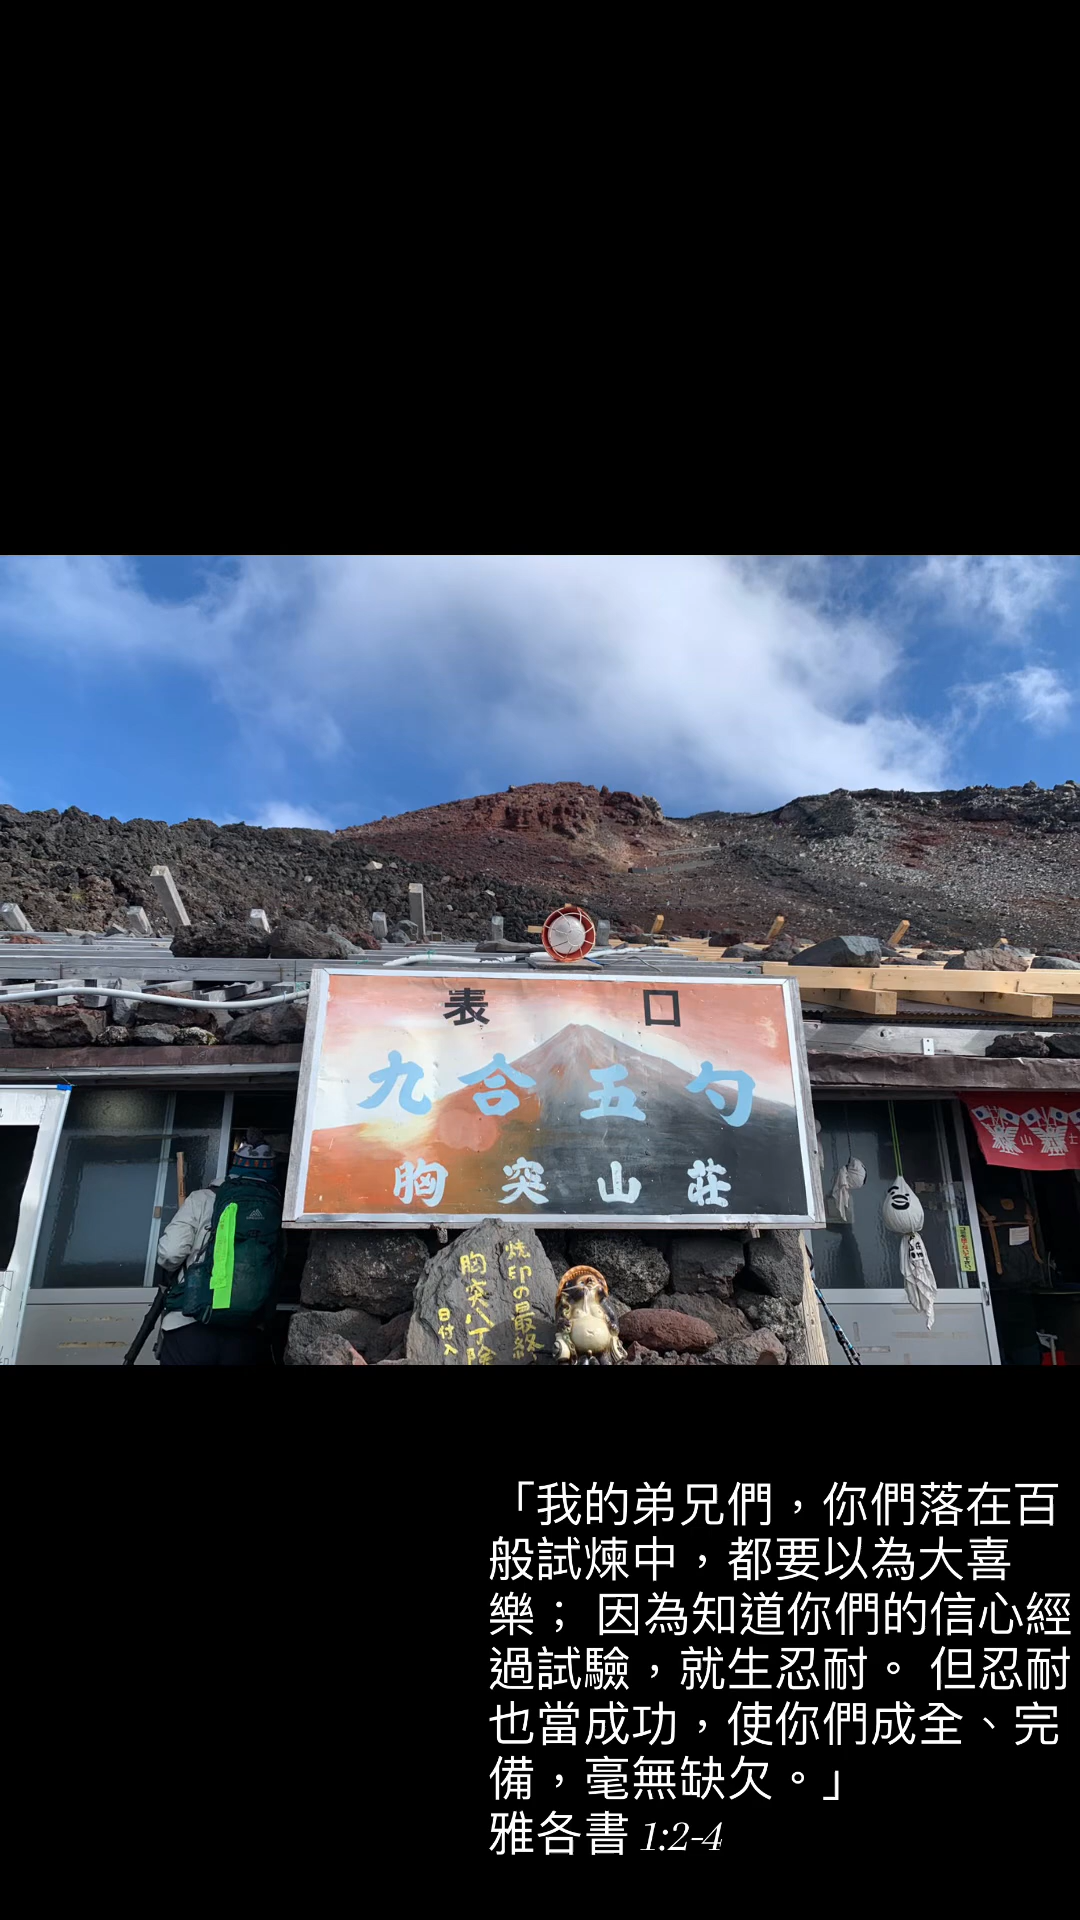 表口
九合五勺
胸突山荘
焼印の最終
胸突八丁
日付入
山
士
「我的弟兄們，你們落在百
般試煉中，都要以為大喜
樂； 因為知道你們的信心經
過試驗，就生忍耐。 但忍耐
也當成功，使你們成全、完
備，毫無缺欠。」
雅各書 1:2-4